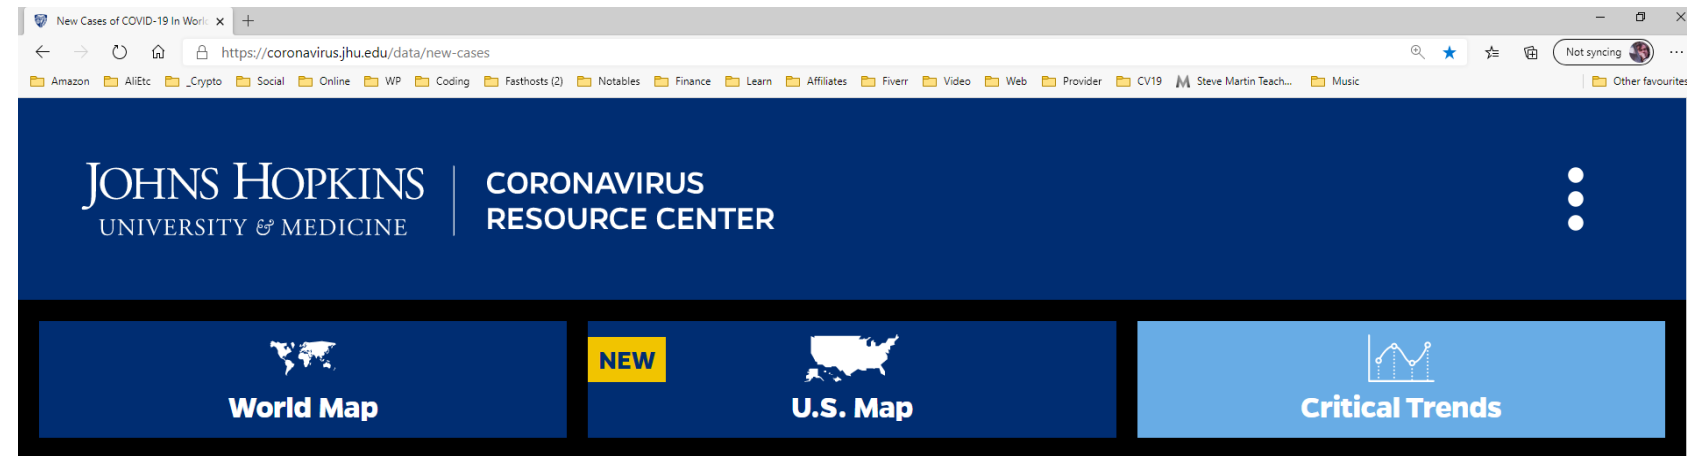 New Cases of COVID-19 In World
https://coronavirus.jhu.edu/data/new-cases
Not syncing
Amazon AliEtc _Crypto Social Online WP Coding Fasthosts (2) Notables Finance Learn Affiliates Fiverr Video Web Provider CV19 M Steve Martin Teach... Music Other favourites
JOHNS HOPKINS
UNIVERSITY & MEDICINE
CORONAVIRUS
RESOURCE CENTER
World Map
NEW
U.S. Map
Critical Trends